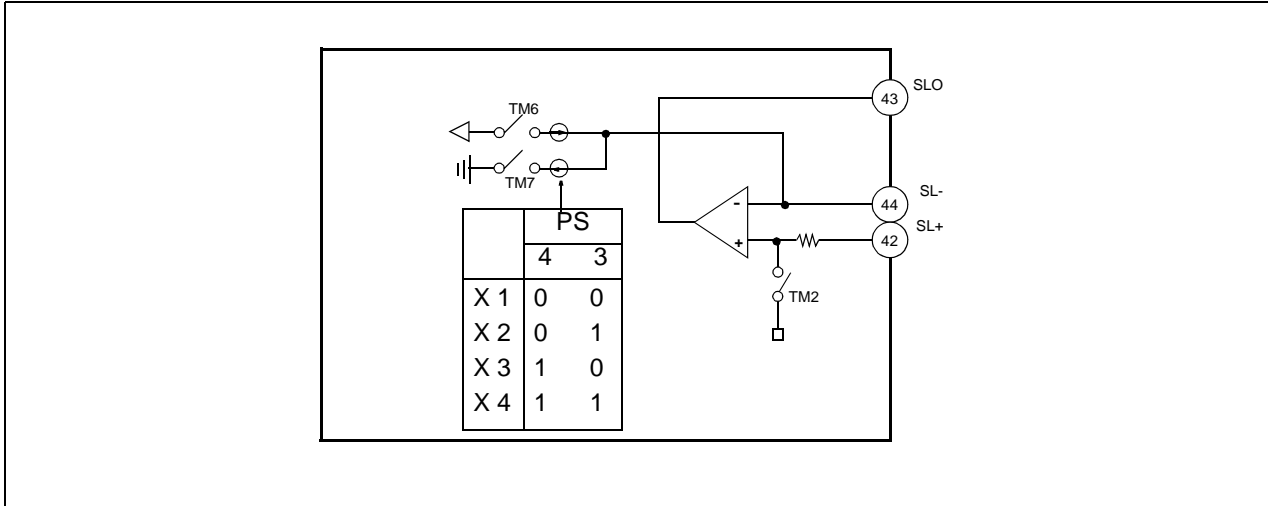 SLO
43
TM6
TM7
SL-
44
SL+
42
-
+
TM2
PS
4 3
X 1 0 0
X 2 0 1
X 3 1 0
X 4 1 1